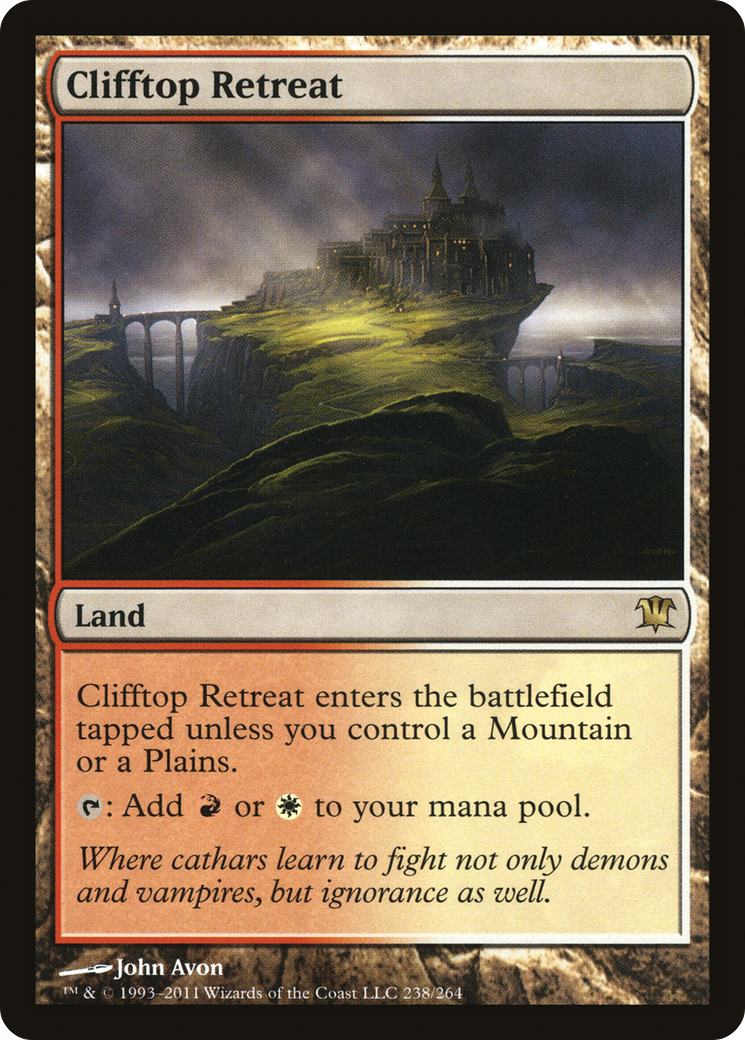 Clifftop Retreat
Land
Clifftop Retreat enters the battlefield
tapped unless you control a Mountain
or a Plains.
: Add or to your mana pool.
Where cathars learn to fight not only demons
and vampires, but ignorance as well.
John Avon
™ & © 1993–2011 Wizards of the Coast LLC 238/264